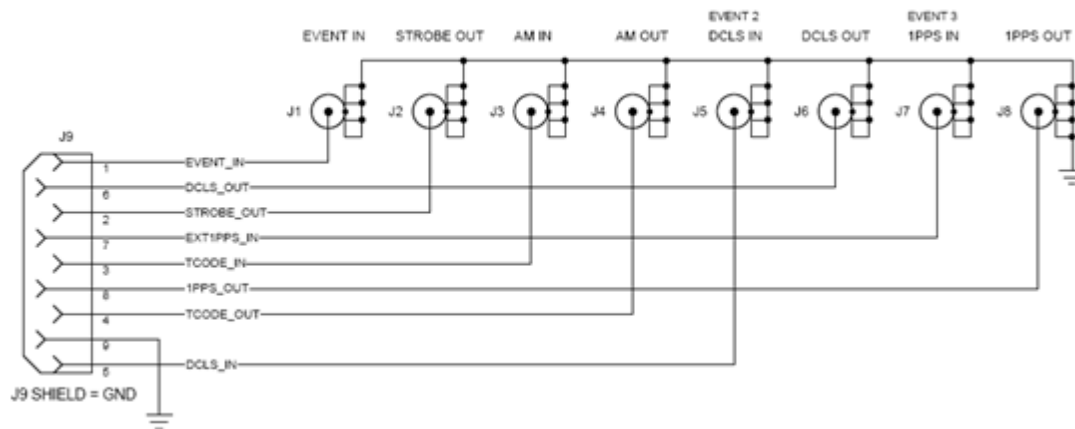 EVENT 2 EVENT 3
EVENT IN STROBE OUT AM IN AM OUT DCLS IN DCLS OUT 1PPS IN 1PPS OUT
J1 J2 J3 J4 J5 J6 J7 J8
J9
1 EVENT_IN
6 DCLS_OUT
2 STROBE_OUT
7 EXT1PPS_IN
3 TCODE_IN
8 1PPS_OUT
4 TCODE_OUT
9
5 DCLS_IN
J9 SHIELD = GND